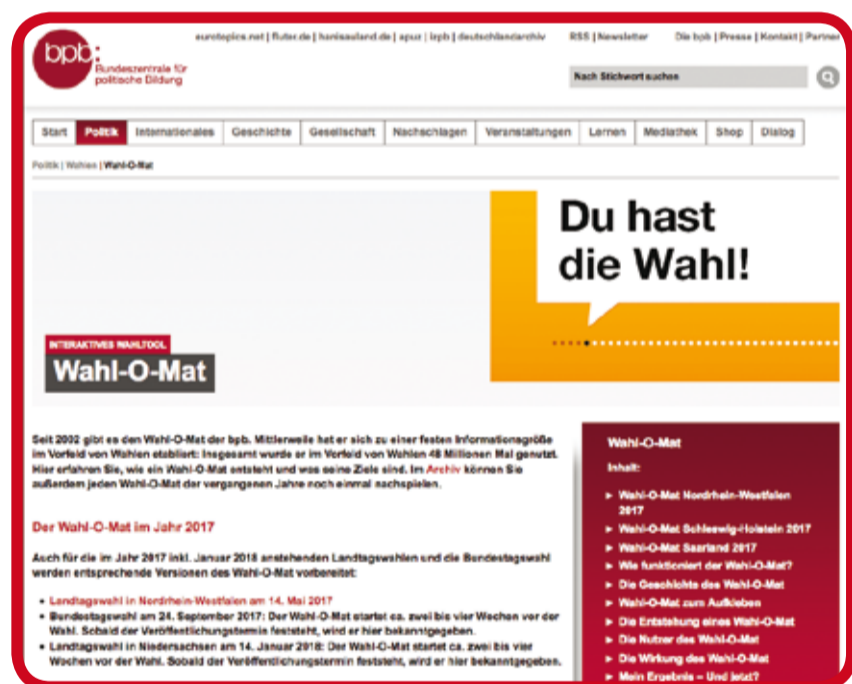 eurotopics.net | fluter.de | hanisauland.de | apuz | izpb | deutschlandarchiv
RSS | Newsletter
Die bpb | Presse | Kontakt | Partner
bpb:
Bundeszentrale für
politische Bildung
Nach Stichwort suchen
Start Politik Internationales Geschichte Gesellschaft Nachschlagen Veranstaltungen Lernen Mediathek Shop Dialog
Politik | Wahlen | Wahl-O-Mat
Du hast
die Wahl!
INTERAKTIVES WAHLTOOL
Wahl-O-Mat
Seit 2002 gibt es den Wahl-O-Mat der bpb. Mittlerweile hat er sich zu einer festen Informationsgröße
im Vorfeld von Wahlen etabliert: Insgesamt wurde er im Vorfeld von Wahlen 48 Millionen Mal genutzt.
Hier erfahren Sie, wie ein Wahl-O-Mat entsteht und was seine Ziele sind. Im Archiv können Sie
außerdem jeden Wahl-O-Mat der vergangenen Jahre noch einmal nachspielen.
Der Wahl-O-Mat im Jahr 2017
Auch für die im Jahr 2017 inkl. Januar 2018 anstehenden Landtagswahlen und die Bundestagswahl
werden entsprechende Versionen des Wahl-O-Mat vorbereitet:
• Landtagswahl in Nordrhein-Westfalen am 14. Mai 2017
• Bundestagswahl am 24. September 2017: Der Wahl-O-Mat startet ca. zwei bis vier Wochen vor der
Wahl. Sobald der Veröffentlichungstermin feststeht, wird er hier bekanntgegeben.
• Landtagswahl in Niedersachsen am 14. Januar 2018: Der Wahl-O-Mat startet ca. zwei bis vier
Wochen vor der Wahl. Sobald der Veröffentlichungstermin feststeht, wird er hier bekanntgegeben.
Wahl-O-Mat
Inhalt:
► Wahl-O-Mat Nordrhein-Westfalen
2017
► Wahl-O-Mat Schleswig-Holstein 2017
► Wahl-O-Mat Saarland 2017
► Wie funktioniert der Wahl-O-Mat?
► Die Geschichte des Wahl-O-Mat
► Wahl-O-Mat zum Aufkleben
► Die Entstehung eines Wahl-O-Mat
► Die Nutzer des Wahl-O-Mat
► Die Wirkung des Wahl-O-Mat
► Mein Ergebnis – Und jetzt?